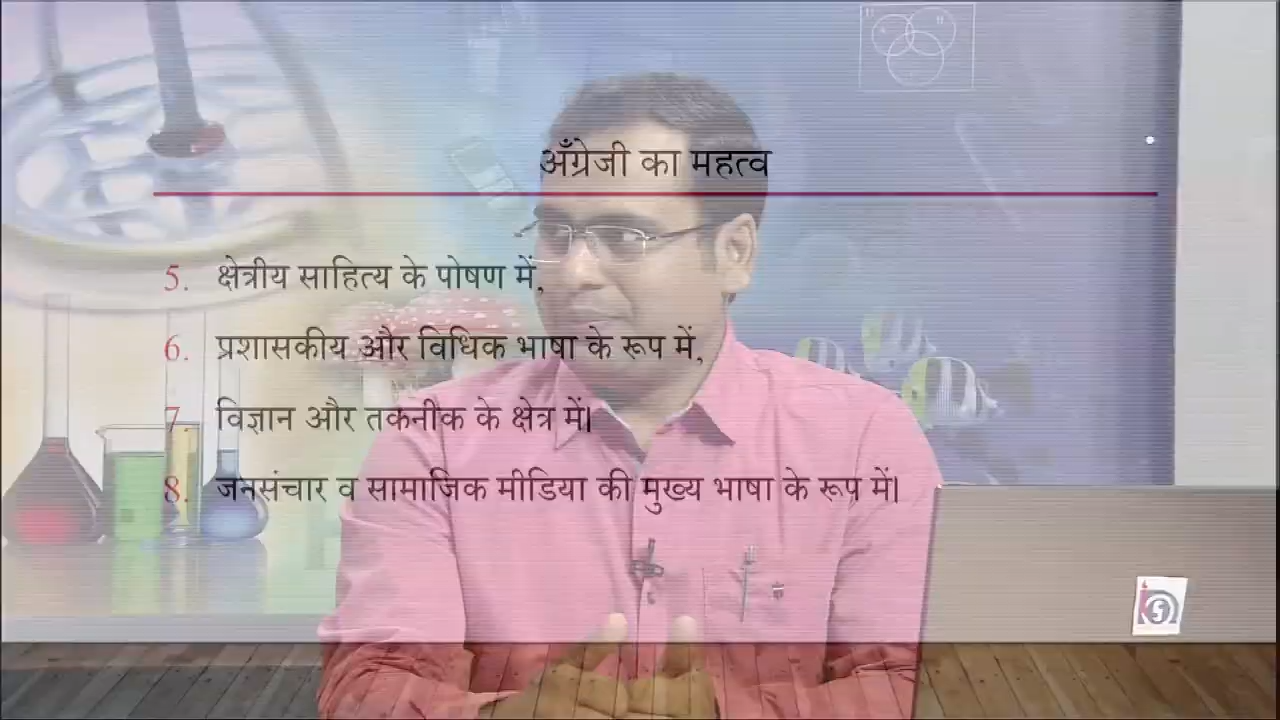 अँग्रेजी का महत्व
5. क्षेत्रीय साहित्य के पोषण में,
6. प्रशासकीय और विधिक भाषा के रूप में,
7. विज्ञान और तकनीक के क्षेत्र में।
8. जनसंचार व सामाजिक मीडिया की मुख्य भाषा के रूप में।